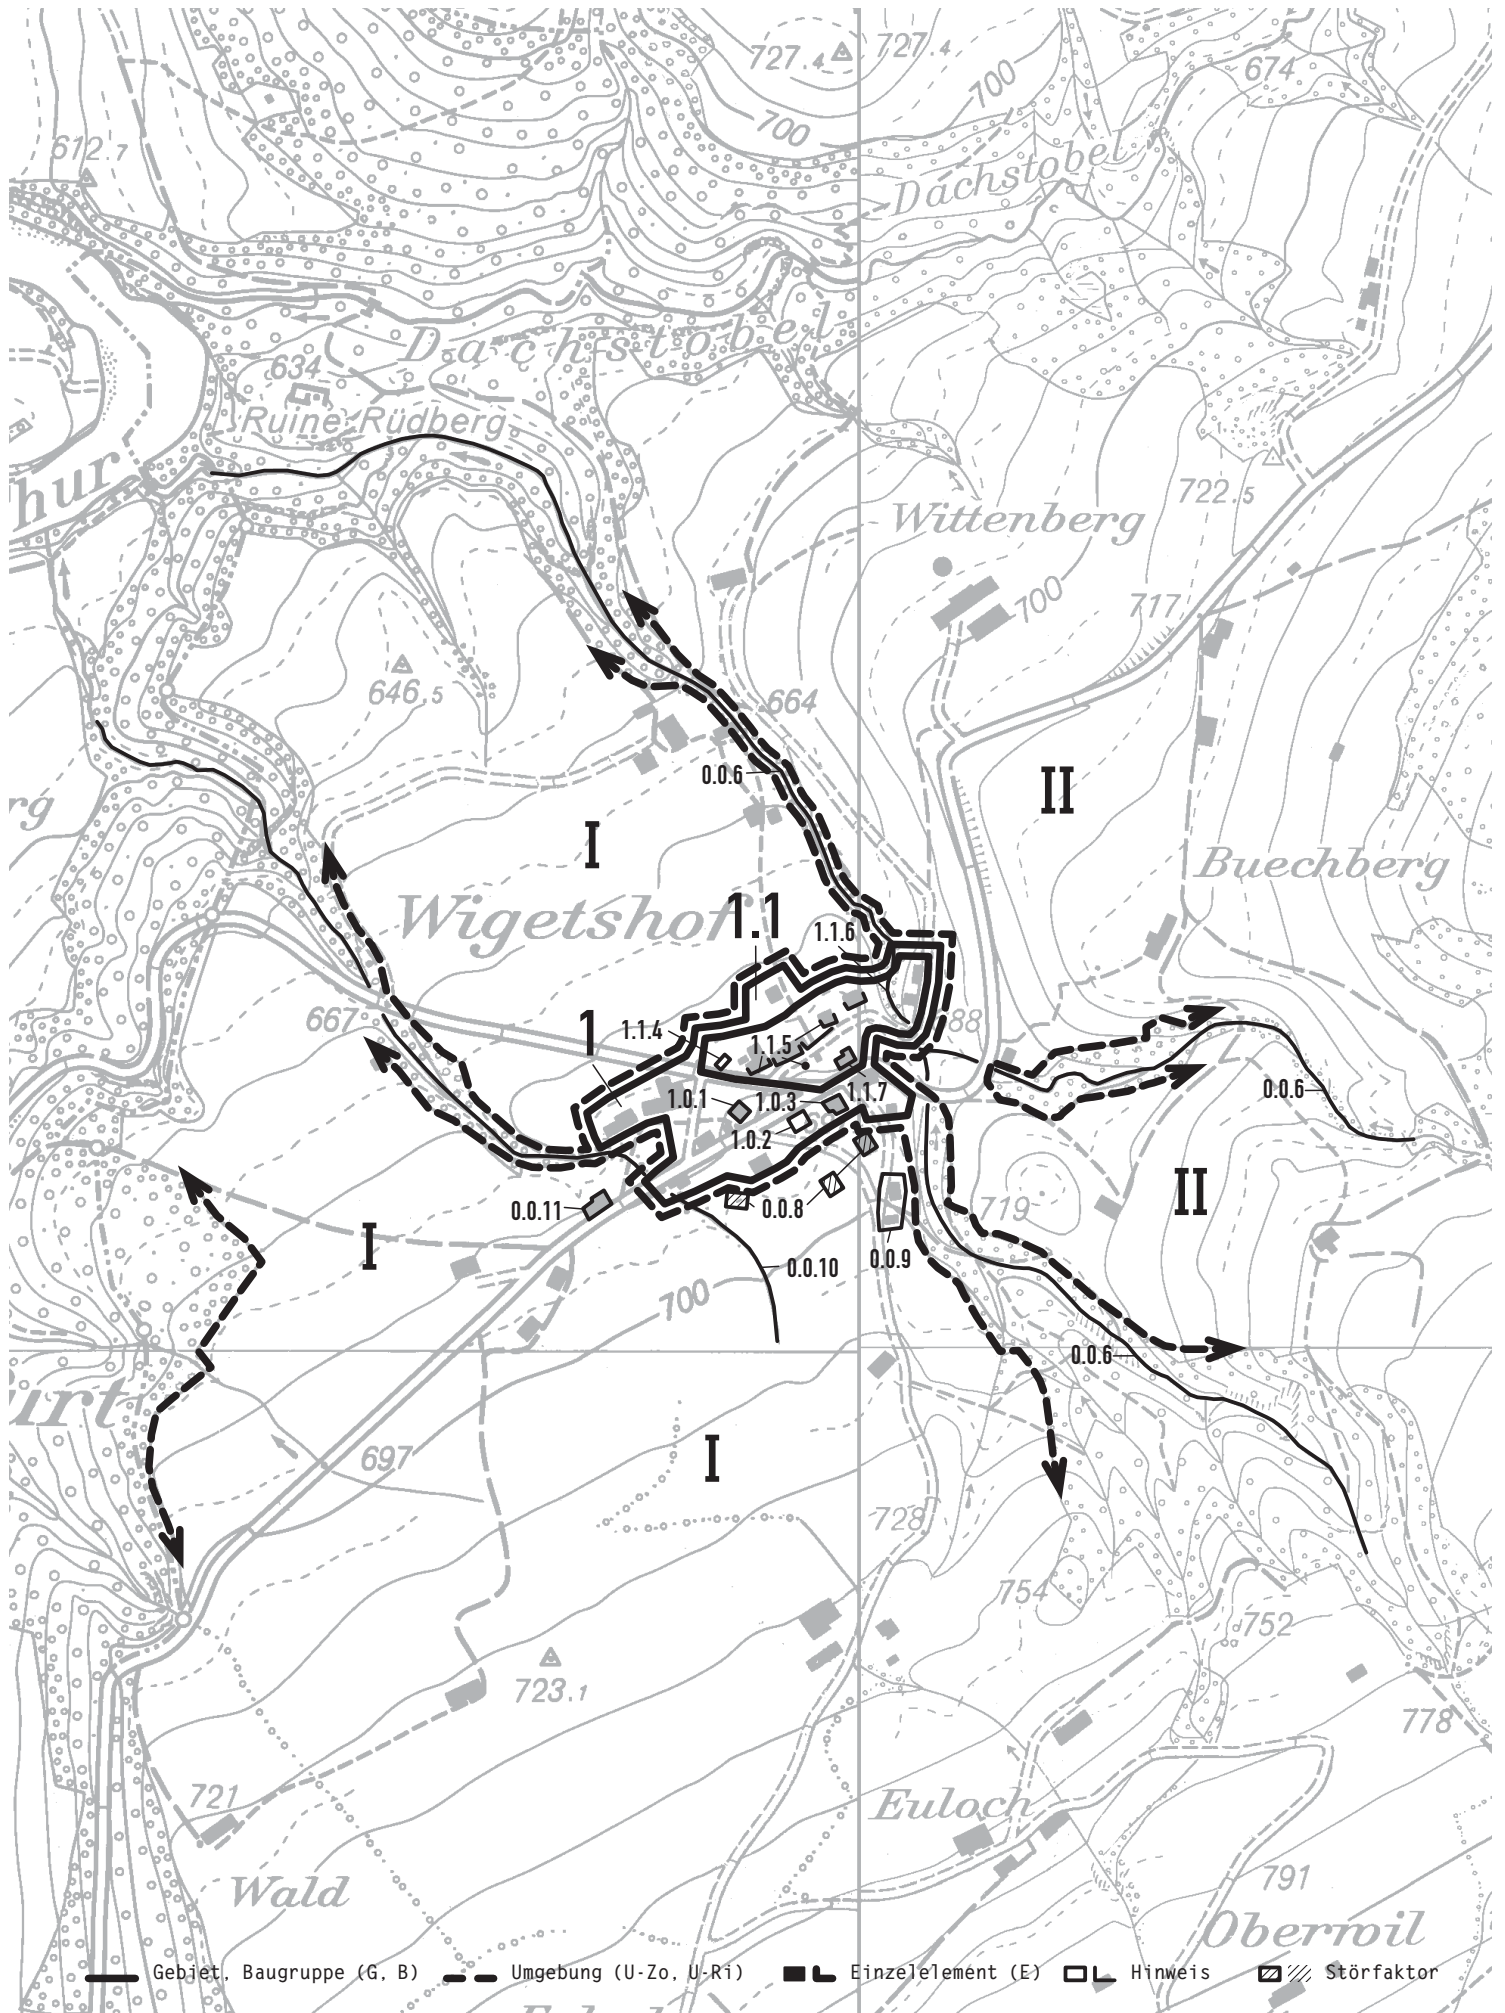 727.4
727.4
700
674
612.7
700
Dachstobel
Dachstobel
634
Ruine Rüdberg
hur
722.5
Wittenberg
700
717
646.5
664
0.0.6
II
rg
I
Buechberg
Wigetshof
1.1
1.1.6
667
1
1.1.4
1.1.5
88
1.0.1
1.0.3
1.1.7
0.0.6
1.0.2
II
0.0.11
0.0.8
719
I
0.0.9
0.0.10
700
0.0.6
urt
697
I
728
754
752
723.1
778
721
Euloch
Wald
791
Oberwil
Gebiet, Baugruppe (G, B) Umgebung (U-Zo, U-Ri) Einzelelement (E) Hinweis Störfaktor